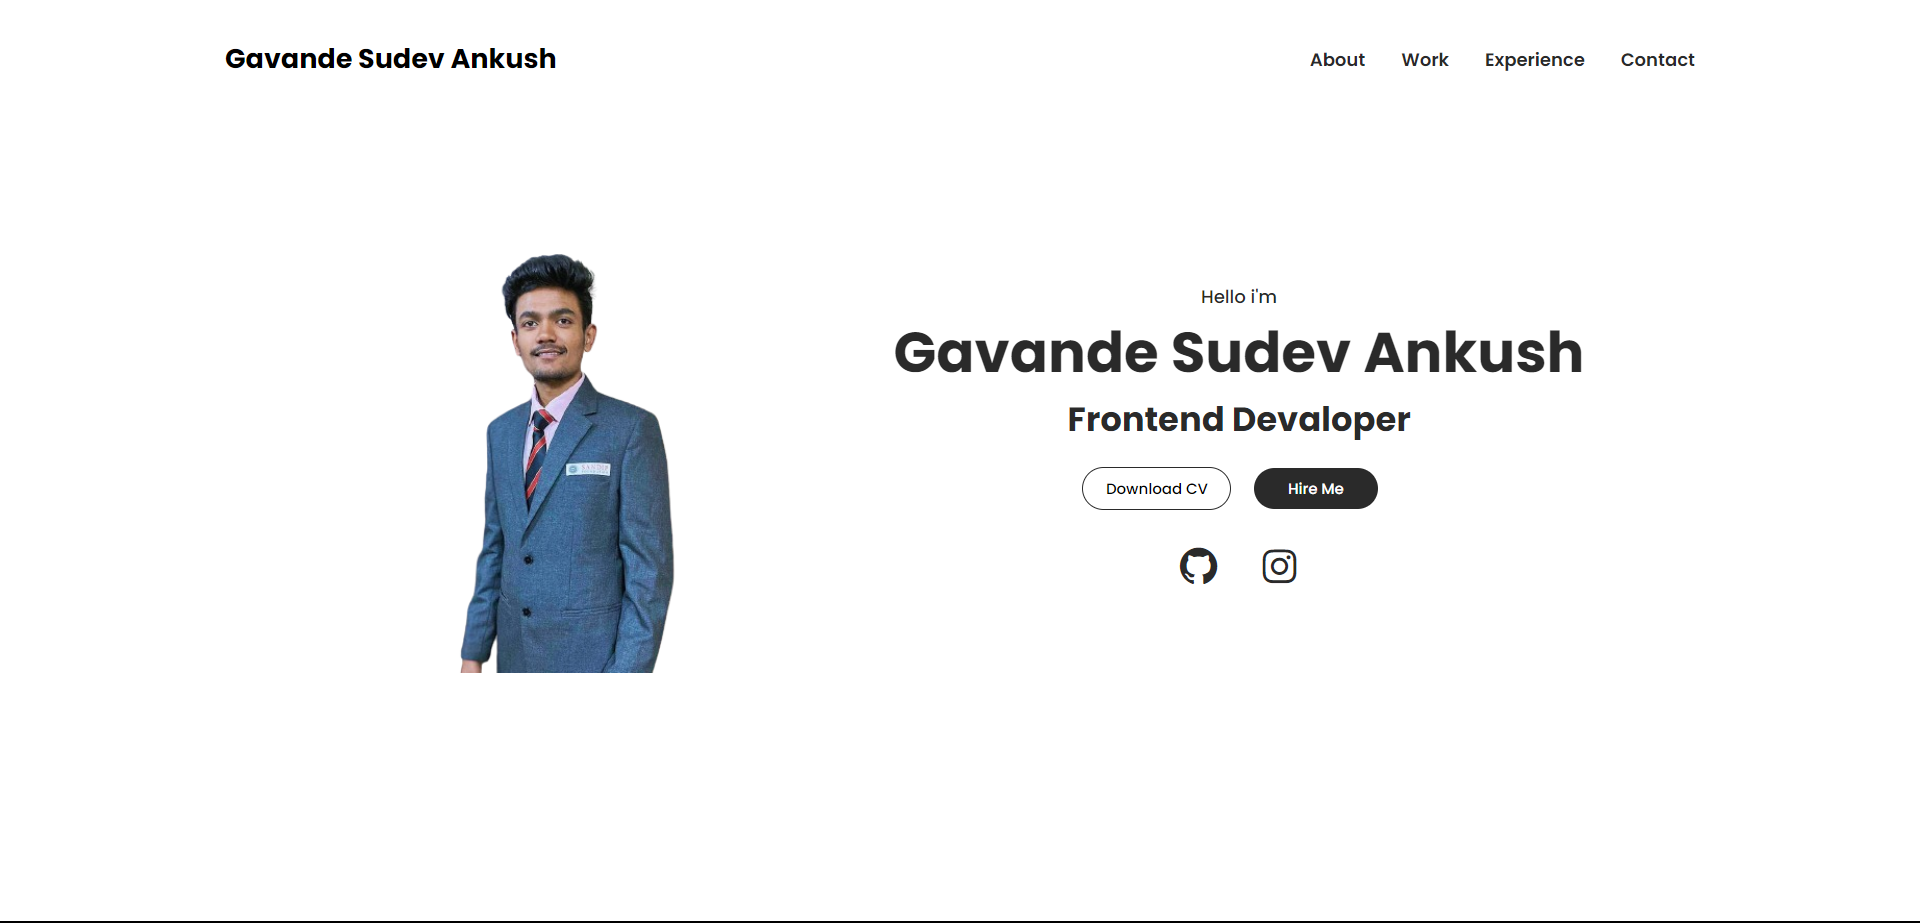 Gavande Sudev Ankush
About Work Experience Contact
Hello i'm
Gavande Sudev Ankush
Frontend Devaloper
Download CV
Hire Me